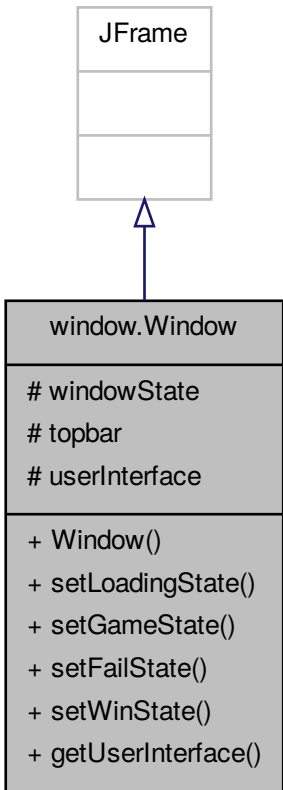 JFrame
window.Window
# windowState
# topbar
# userInterface
+ Window()
+ setLoadingState()
+ setGameState()
+ setFailState()
+ setWinState()
+ getUserInterface()